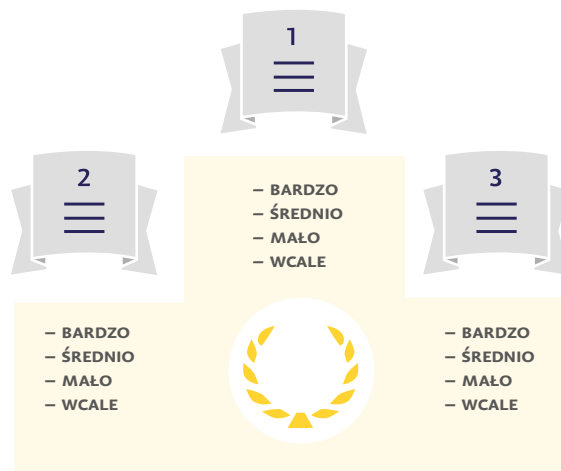 1
– BARDZO
– ŚREDNIO
– MAŁO
– WCALE
2
– BARDZO
– ŚREDNIO
– MAŁO
– WCALE
3
– BARDZO
– ŚREDNIO
– MAŁO
– WCALE